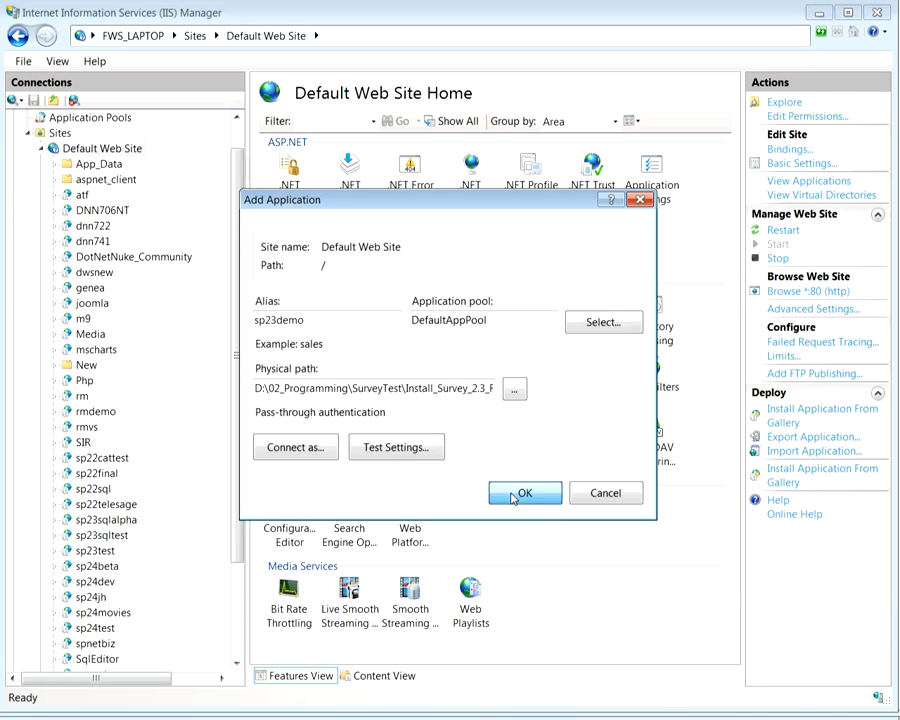 Internet Information Services (IIS) Manager
FWS_LAPTOP
Sites
Default Web Site
File View Help
Connections
Application Pools
Sites
Default Web Site
App_Data
aspnet_client
atf
DNN706NT
dnn722
dnn741
DotNetNuke_Community
dwsnew
genea
joomla
m9
Media
mscharts
New
Php
rm
rmdemo
rmvs
SIR
sp22cattest
sp22final
sp22sql
sp22telesage
sp23sqlalpha
sp23sqltest
sp23test
sp24beta
sp24dev
sp24jh
sp24movies
sp24test
spnetbiz
SqlEditor
Default Web Site Home
Filter: Go Show All Group by: Area
ASP.NET
.NET .NET .NET Error .NET .NET Profile .NET Trust Application
Add Application
Site name: Default Web Site
Path: /
Alias: Application pool:
sp23demo DefaultAppPool Select...
Example: sales
Physical path:
D:\02_Programming\SurveyTest\Install_Survey_2.3_F ...
Pass-through authentication
Connect as... Test Settings...
OK Cancel
Configura... Search Web
Editor Engine Op... Platfor...
Media Services
Bit Rate Live Smooth Smooth Web
Throttling Streaming ... Streaming ... Playlists
Features View Content View
Actions
Explore
Edit Permissions...
Edit Site
Bindings...
Basic Settings...
View Applications
View Virtual Directories
Manage Web Site
Restart
Start
Stop
Browse Web Site
Browse *:80 (http)
Advanced Settings...
Configure
Failed Request Tracing...
Limits...
Add FTP Publishing...
Deploy
Install Application From
Gallery
Export Application...
Import Application...
Install Application From
Gallery
Help
Online Help
Ready